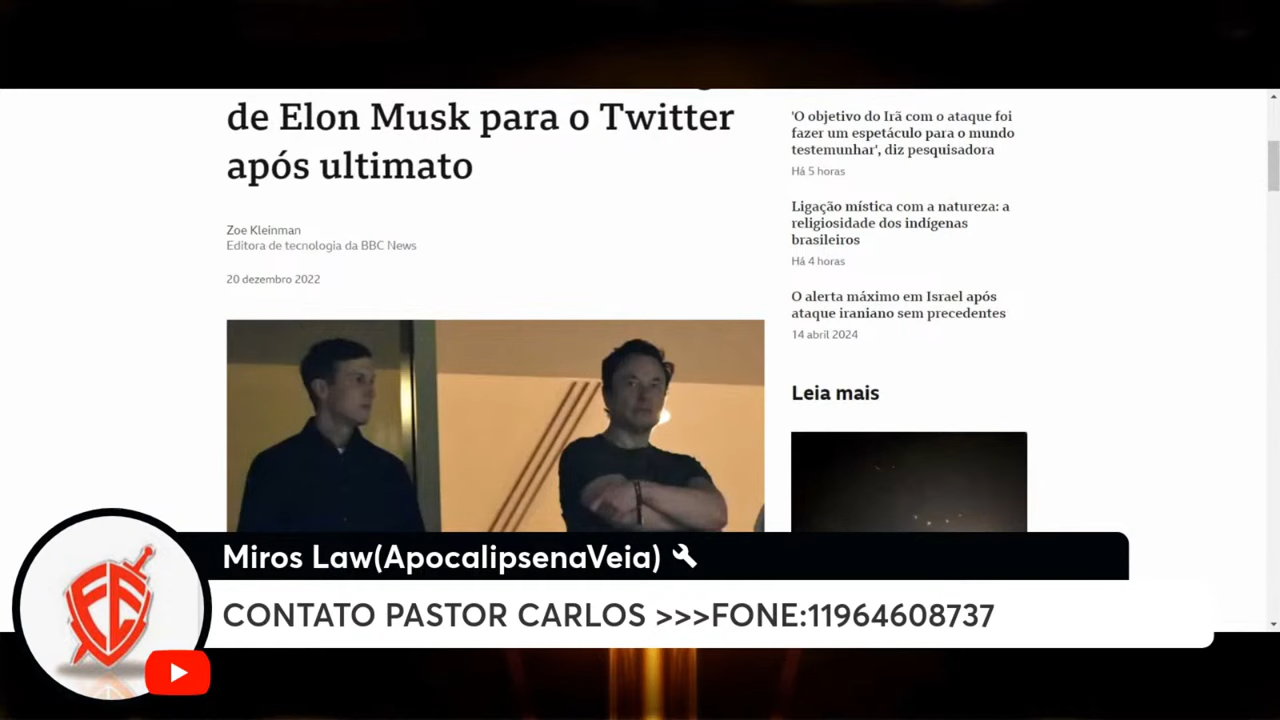 de Elon Musk para o Twitter
após ultimato
Zoe Kleinman
Editora de tecnologia da BBC News
20 dezembro 2022
'O objetivo do Irã com o ataque foi
fazer um espetáculo para o mundo
testemunhar', diz pesquisadora
Há 5 horas
Ligação mística com a natureza: a
religiosidade dos indígenas
brasileiros
Há 4 horas
O alerta máximo em Israel após
ataque iraniano sem precedentes
14 abril 2024
Leia mais
Miros Law(ApocalipsenaVeia)
CONTATO PASTOR CARLOS >>>FONE:11964608737